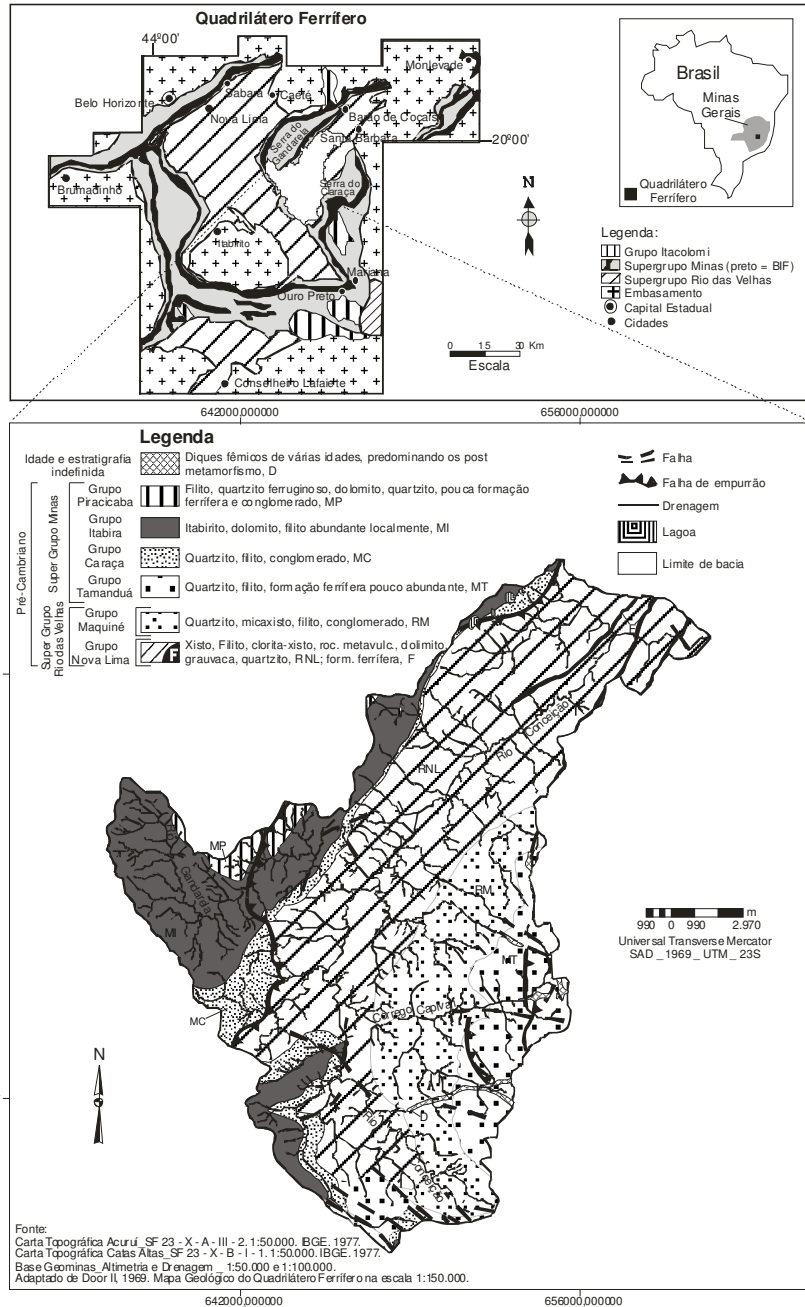 Quadrilátero Ferrífero
44º00'
Monlevade
Belo Horizonte
Sabará
Caeté
Nova Lima
Barão de Cocais
Santa Bárbara
Serra do
Gandarela
20º00'
Serra do
Caraça
Brumadinho
Itabirito
Mariana
Ouro Preto
Conselheiro Lafaiete
N
0 15 30 Km
Escala
Brasil
Minas
Gerais
Quadrilátero
Ferrífero
Legenda:
Grupo Itacolomi
Supergrupo Minas (preto = BIF)
Supergrupo Rio das Velhas
Embasamento
Capital Estadual
Cidades
642000,000000
656000,000000
Legenda
Idade e estratigrafia
indefinida
Diques fêmicos de várias idades, predominando os post
metamorfismo, D
Pré-Cambriano
Super Grupo Minas
Grupo
Piracicaba
Filito, quartzito ferruginoso, dolomito, quartzito, pouca formação
ferrífera e conglomerado, MP
Grupo
Itabira
Itabirito, dolomito, filito abundante localmente, MI
Grupo
Caraça
Quartzito, filito, conglomerado, MC
Grupo
Tamanduá
Quartzito, filito, formação ferrífera pouco abundante, MT
Super Grupo
Rio das Velhas
Grupo
Maquiné
Quartzito, micaxisto, filito, conglomerado, RM
Grupo
Nova Lima
F
Xisto, Filito, clorita-xisto, roc. metavulc., dolimito,
grauvaca, quartzito, RNL; form. ferrífera, F
Falha
Falha de empurrão
Drenagem
Lagoa
Limite de bacia
F
Rio Conceição
RNL
MP
Gandarela
MI
RM
MT
MC
Córrego Capivari
Rio
D
Conceição
990 0 990 2.970 m
Universal Transverse Mercator
SAD_1969_UTM_23S
N
Fonte:
Carta Topográfica Acuruí_SF 23 - X - A - III - 2. 1:50.000. IBGE. 1977.
Carta Topográfica Catas Altas_SF 23 - X - B - I - 1. 1:50.000. IBGE. 1977.
Base Geominas_Altimetria e Drenagem _ 1:50.000 e 1:100.000.
Adaptado de Door II, 1969. Mapa Geológico do Quadrilátero Ferrífero na escala 1:150.000.
642000,000000
656000,000000